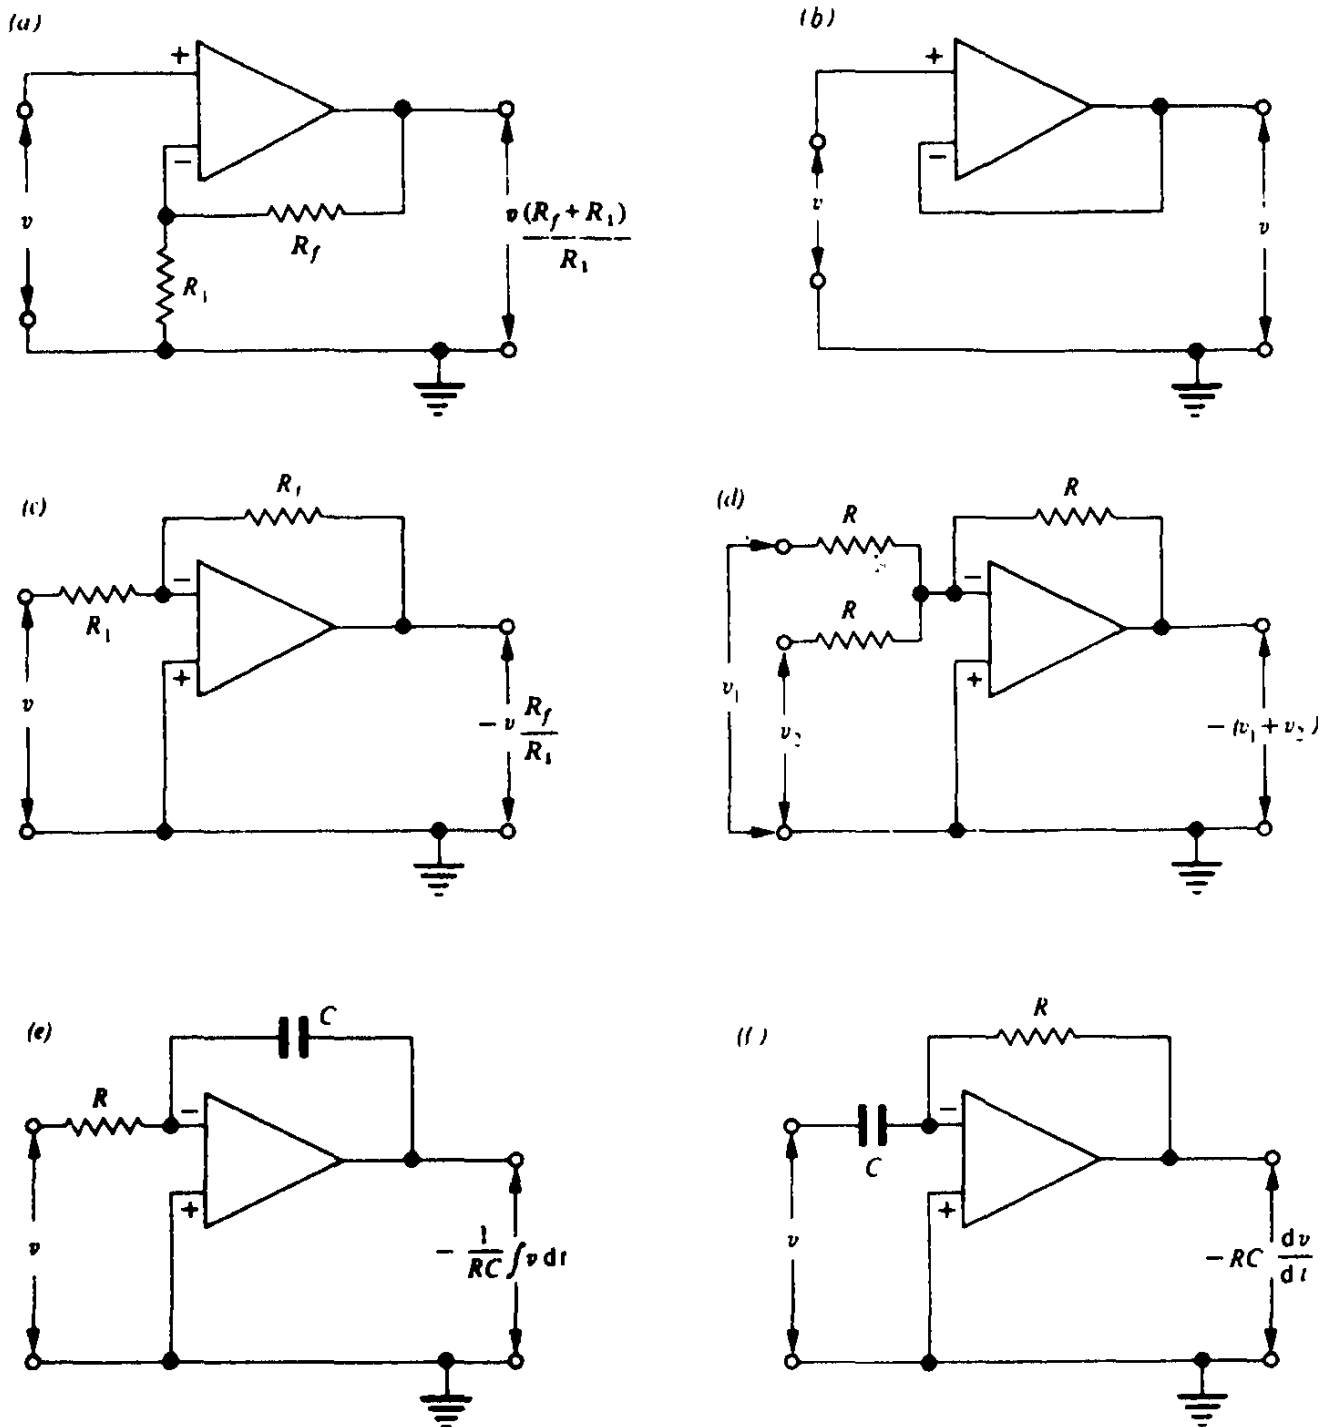 (a)
+
−
v
R_f
R_1
v (R_f + R_1)
R_1
(b)
+
−
v
v
(c)
R_f
−
R_1
+
v
− v R_f
R_1
(d)
R
R
−
R
+
v_1
v_2
− (v_1 + v_2)
(e)
C
R
−
+
v
− 1/RC ∫ v dt
(f)
R
−
C
+
v
− RC dv
dt